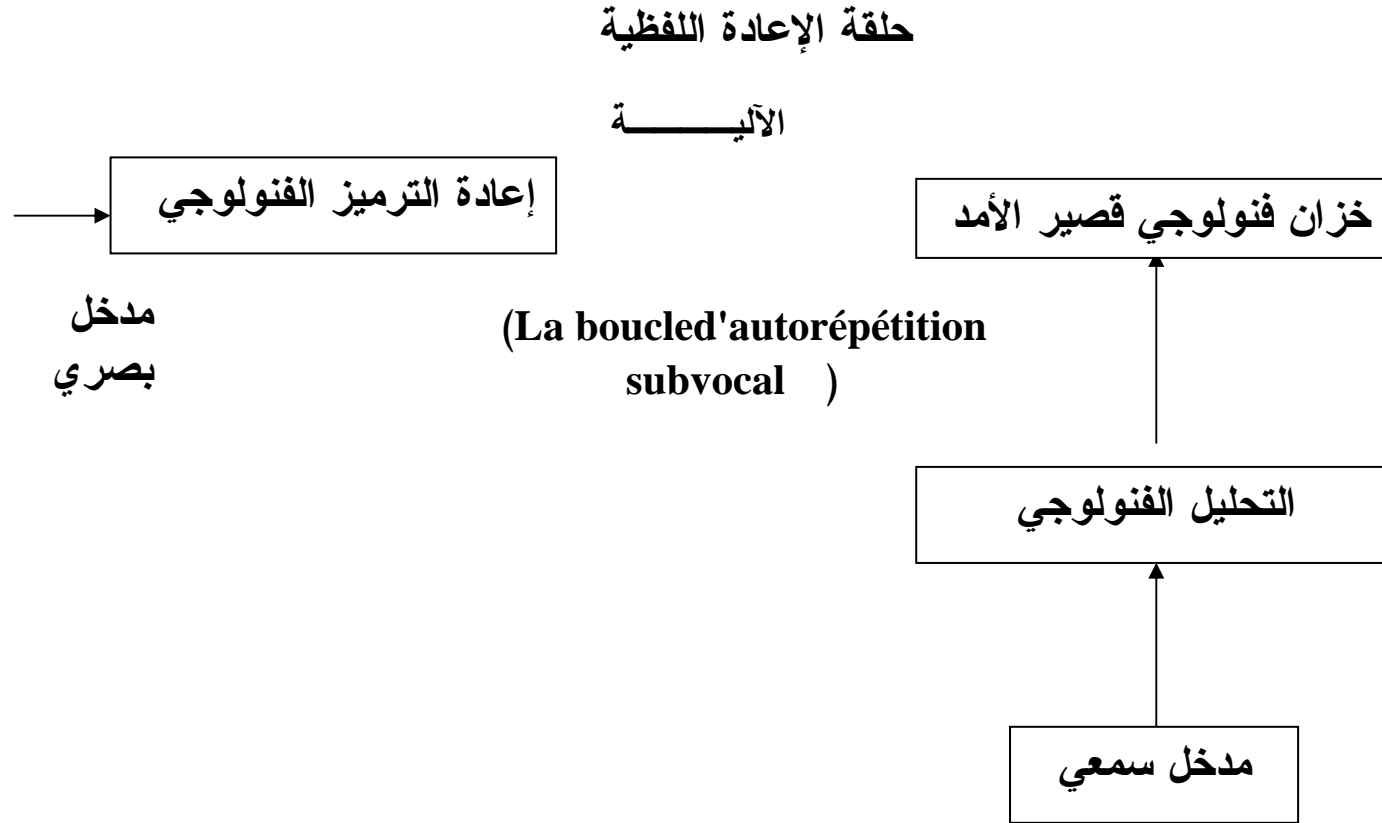 حلقة الإعادة اللفظية
الآليـــــــــــة
خزان فنولوجي قصير الأمد
إعادة الترميز الفنولوجي
مدخل
بصري
(La boucled'autorépétition
subvocal )
التحليل الفنولوجي
مدخل سمعي